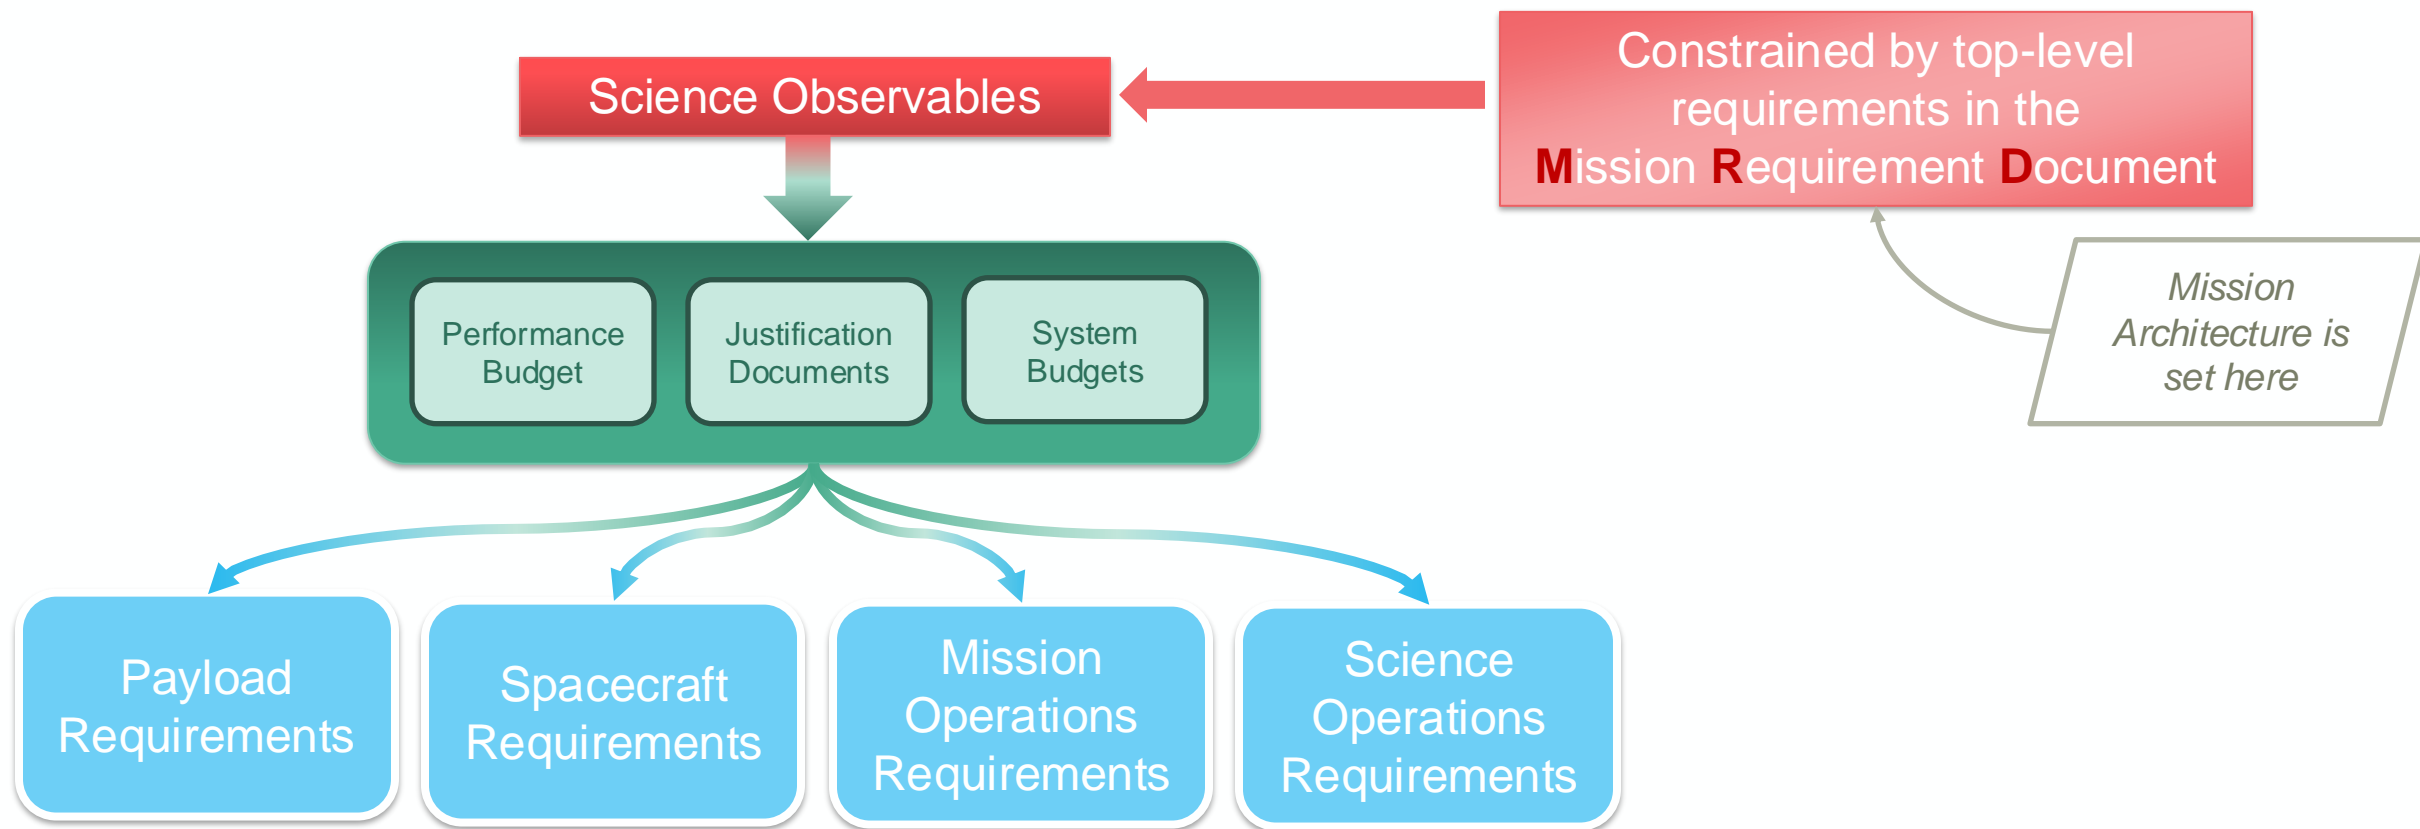 Science Observables
Constrained by top-level
requirements in the
Mission Requirement Document
Mission
Architecture is
set here
Performance
Budget
Justification
Documents
System
Budgets
Payload
Requirements
Spacecraft
Requirements
Mission
Operations
Requirements
Science
Operations
Requirements